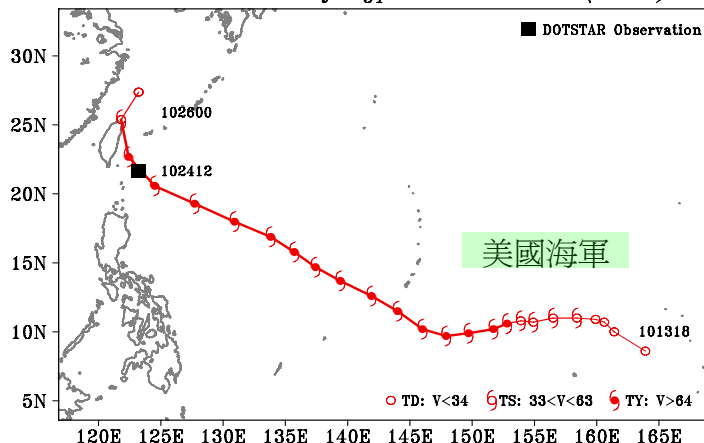 30N
DOTSTAR Observation
25N
102600
20N
102412
15N
美國海軍
10N
101318
5N
TD: V<34
TS: 33<V<63
TY: V>64
120E 125E 130E 135E 140E 145E 150E 155E 160E 165E